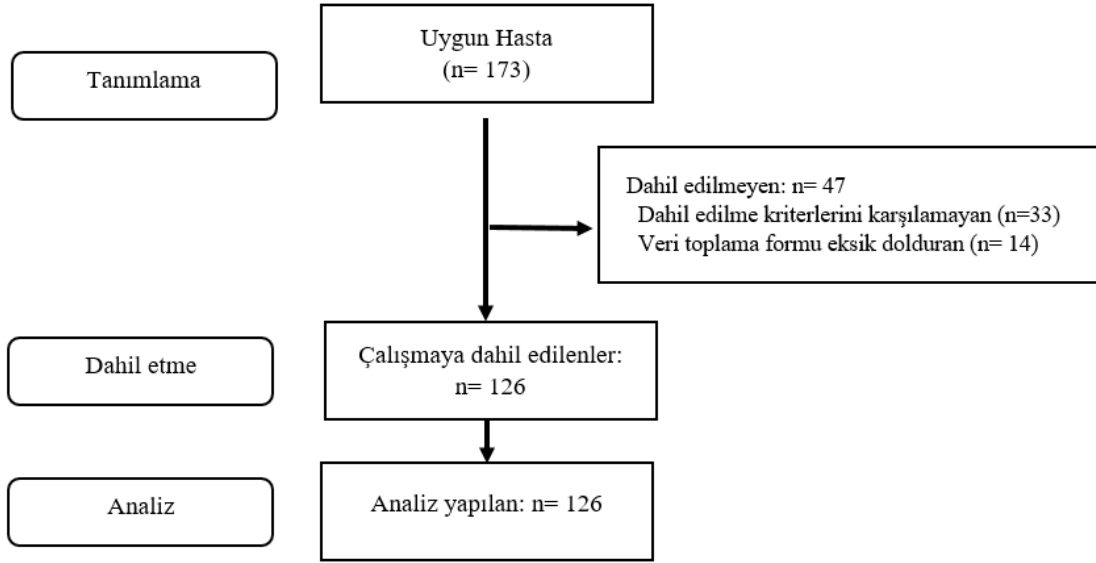 Tanımlama
Uygun Hasta
(n= 173)
Dahil edilmeyen: n= 47
Dahil edilme kriterlerini karşılamayan (n=33)
Veri toplama formu eksik dolduran (n= 14)
Dahil etme
Çalışmaya dahil edilenler:
n= 126
Analiz
Analiz yapılan: n= 126